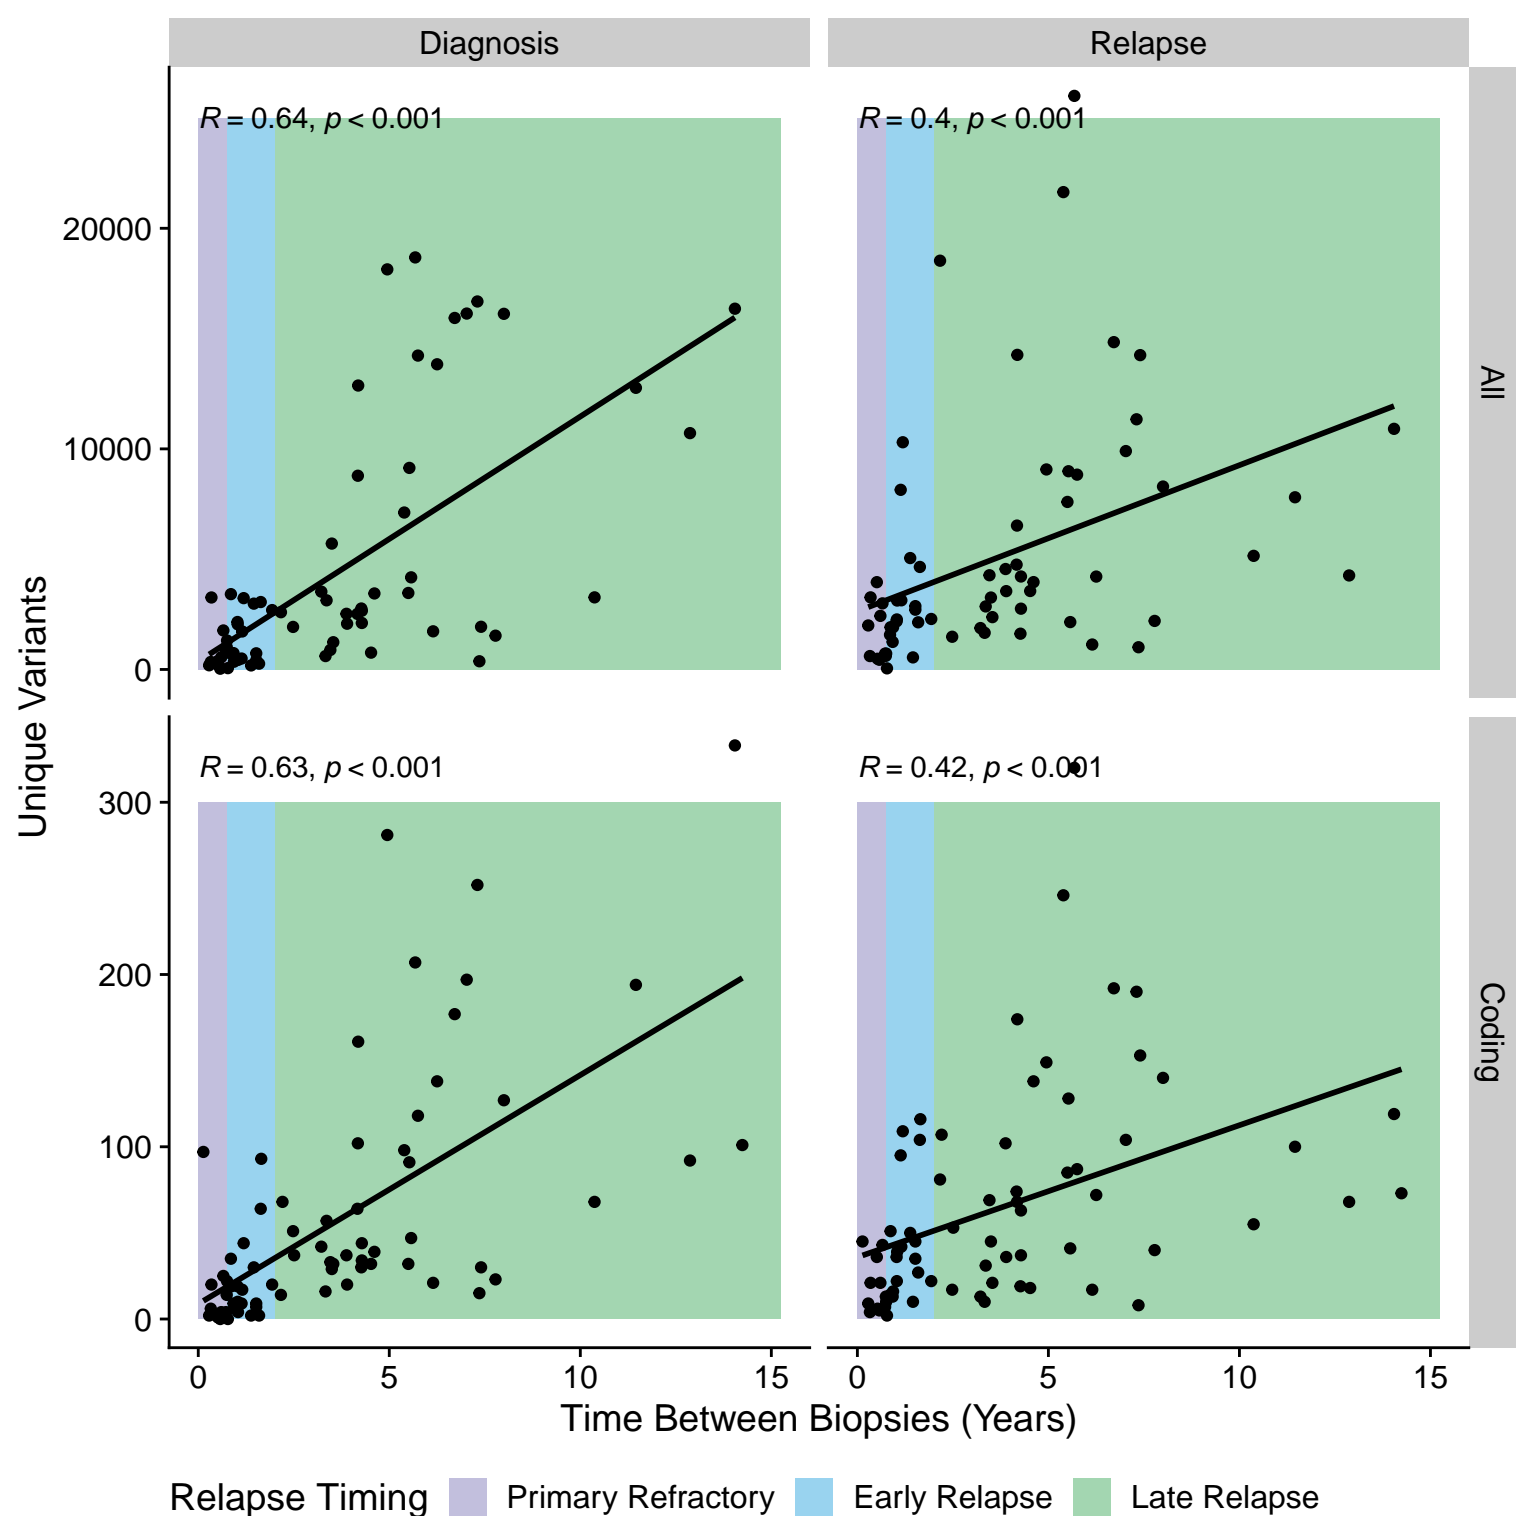 Diagnosis
Relapse
R = 0.64, p < 0.001
R = 0.4, p < 0.001
All
20000
10000
0
Unique Variants
R = 0.63, p < 0.001
R = 0.42, p < 0.001
Coding
300
200
100
0
0 5 10 15
0 5 10 15
Time Between Biopsies (Years)
Relapse Timing Primary Refractory Early Relapse Late Relapse